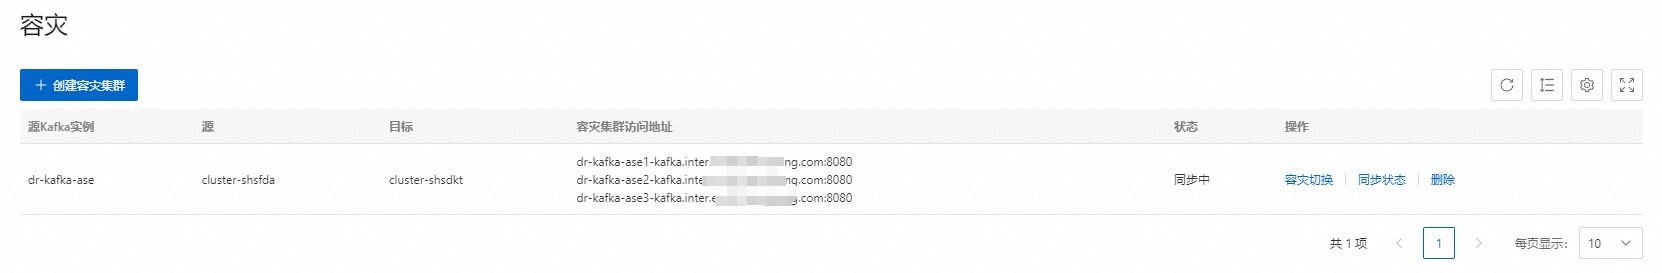 容灾
+ 创建容灾集群
源Kafka实例 源 目标 容灾集群访问地址 状态 操作
dr-kafka-ase1-kafka.inter. ng.com:8080
dr-kafka-ase cluster-shsfda cluster-shsdkt dr-kafka-ase2-kafka.inte ng.com:8080 同步中 容灾切换 同步状态 删除
dr-kafka-ase3-kafka.inter.e g.com:8080
共 1 项 1 每页显示: 10